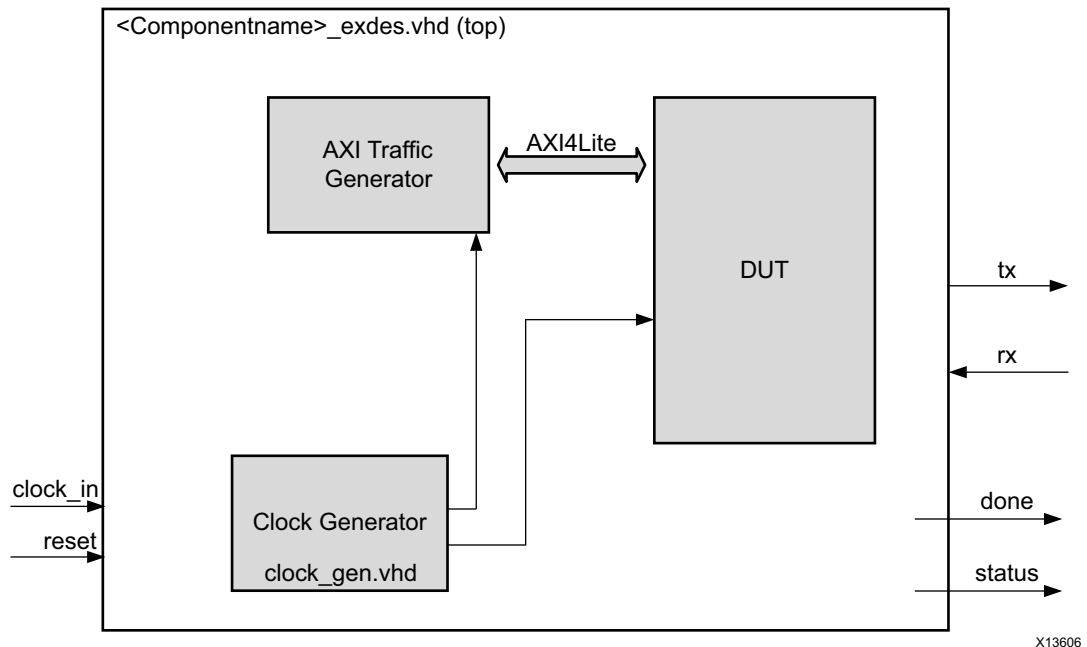 <Componentname>_exdes.vhd (top)
AXI Traffic
Generator
AXI4Lite
DUT
tx
rx
clock_in
reset
Clock Generator
clock_gen.vhd
done
status
X13606